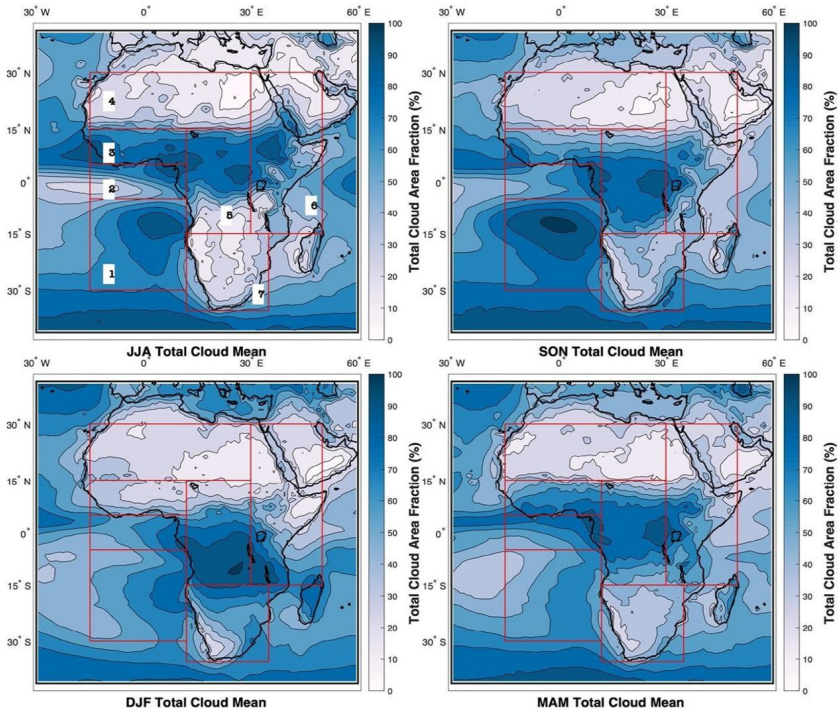 30° W 0° 30° E 60° E
30° N
15° N
0°
15° S
30° S
4
3
2
1
5
6
7
100
90
80
70
60
50
40
30
20
10
0
Total Cloud Area Fraction (%)
JJA Total Cloud Mean
30° W 0° 30° E 60° E
30° N
15° N
0°
15° S
30° S
100
90
80
70
60
50
40
30
20
10
0
Total Cloud Area Fraction (%)
SON Total Cloud Mean
30° W 0° 30° E 60° E
30° N
15° N
0°
15° S
30° S
100
90
80
70
60
50
40
30
20
10
0
Total Cloud Area Fraction (%)
DJF Total Cloud Mean
30° W 0° 30° E 60° E
30° N
15° N
0°
15° S
30° S
100
90
80
70
60
50
40
30
20
10
0
Total Cloud Area Fraction (%)
MAM Total Cloud Mean